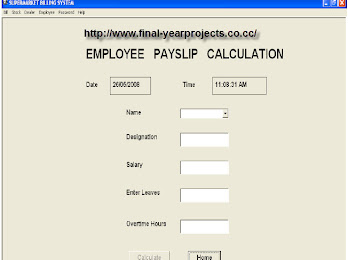 SUPERMARKET BILLING SYSTEM
Bill Stock Dealer Employee Password Help
http://www.final-yearprojects.co.cc/
EMPLOYEE PAYSLIP CALCULATION
Date 26/05/2008 Time 11:08:31 AM
Name
Designation
Salary
Enter Leaves
Overtime Hours
Calculate Home